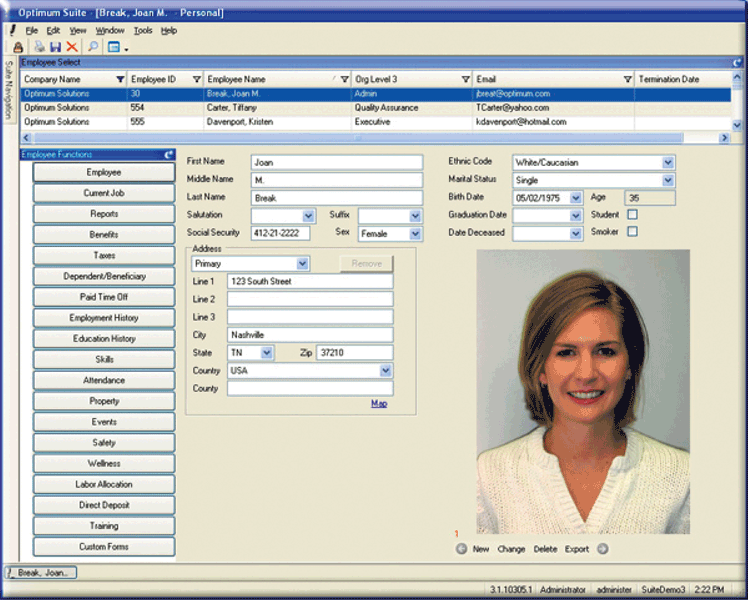 Optimum Suite - [Break, Joan M. - Personal]
File Edit View Window Tools Help
Suite Navigation
Employee Select
Company Name Employee ID Employee Name Org Level 3 Email Termination Date
Optimum Solutions 30 Break, Joan M. Admin jbreat@optimum.com
Optimum Solutions 554 Carter, Tiffany Quality Assurance TCarter@yahoo.com
Optimum Solutions 555 Davenport, Kristen Executive kdavenport@hotmail.com
Employee Functions
Employee
Current Job
Reports
Benefits
Taxes
Dependent/Beneficiary
Paid Time Off
Employment History
Education History
Skills
Attendance
Property
Events
Safety
Wellness
Labor Allocation
Direct Deposit
Training
Custom Forms
First Name Joan
Middle Name M.
Last Name Break
Salutation Suffix
Social Security 412-21-2222 Sex Female
Address
Primary Remove
Line 1 123 South Street
Line 2
Line 3
City Nashville
State TN Zip 37210
Country USA
County
Map
Ethnic Code White/Caucasian
Marital Status Single
Birth Date 05/02/1975 Age 35
Graduation Date Student
Date Deceased Smoker
1
New Change Delete Export
Break, Joan...
3.1.10305.1 Administrator administer SuiteDemo3 2:22 PM